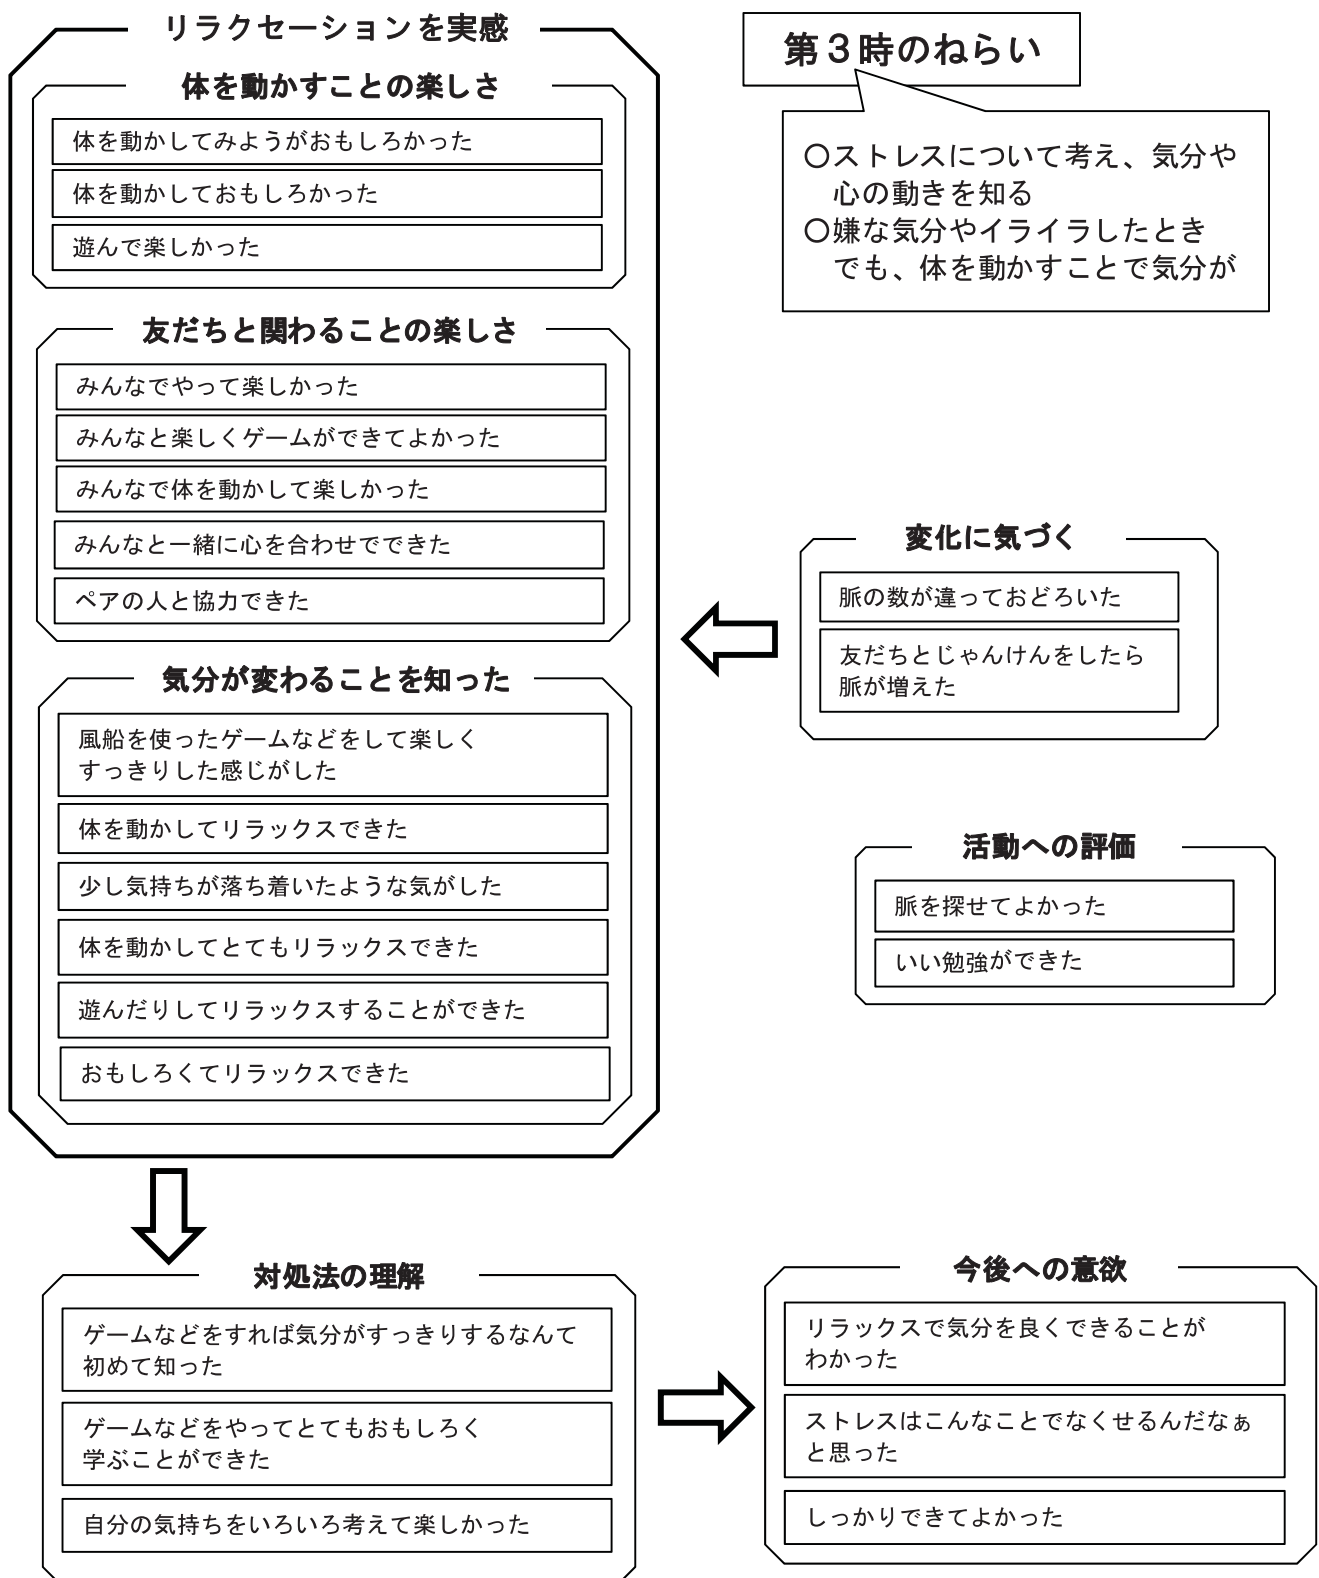 リラクセーションを実感
体を動かすことの楽しさ
体を動かしてみようがおもしろかった
体を動かしておもしろかった
遊んで楽しかった
友だちと関わることの楽しさ
みんなでやって楽しかった
みんなと楽しくゲームができてよかった
みんなで体を動かして楽しかった
みんなと一緒に心を合わせでできた
ペアの人と協力できた
気分が変わることを知った
風船を使ったゲームなどをして楽しく
すっきりした感じがした
体を動かしてリラックスできた
少し気持ちが落ち着いたような気がした
体を動かしてとてもリラックスできた
遊んだりしてリラックスすることができた
おもしろくてリラックスできた
第３時のねらい
○ストレスについて考え、気分や
心の動きを知る
○嫌な気分やイライラしたとき
でも、体を動かすことで気分が
変化に気づく
脈の数が違っておどろいた
友だちとじゃんけんをしたら
脈が増えた
活動への評価
脈を探せてよかった
いい勉強ができた
対処法の理解
ゲームなどをすれば気分がすっきりするなんて
初めて知った
ゲームなどをやってとてもおもしろく
学ぶことができた
自分の気持ちをいろいろ考えて楽しかった
今後への意欲
リラックスで気分を良くできることが
わかった
ストレスはこんなことでなくせるんだなぁ
と思った
しっかりできてよかった